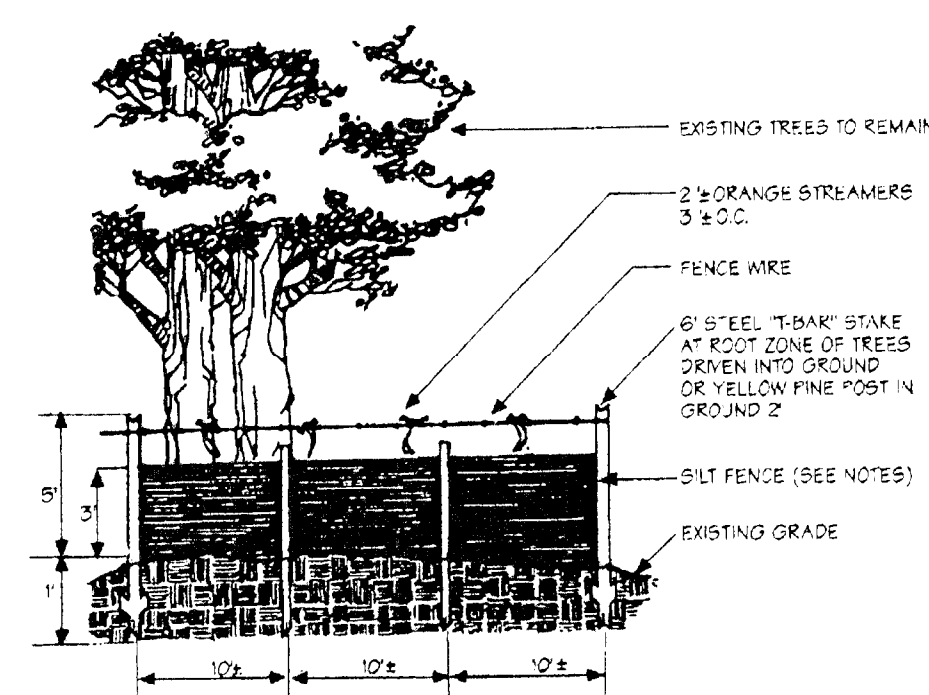 EXISTING TREES TO REMAIN
2'± ORANGE STREAMERS
3'± O.C.
FENCE WIRE
6' STEEL "T-BAR" STAKE
AT ROOT ZONE OF TREES
DRIVEN INTO GROUND
OR YELLOW PINE POST IN
GROUND 2'
SILT FENCE (SEE NOTES)
EXISTING GRADE
5'
3'
1'
10'± 10'± 10'±